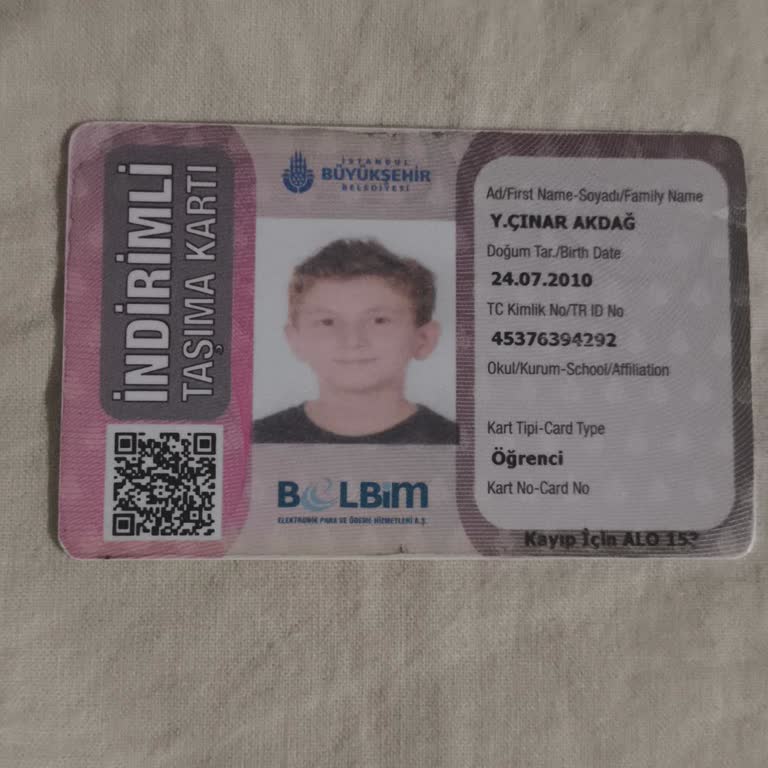 İNDİRİMLİ
TAŞIMA KARTI
İSTANBUL
BÜYÜKŞEHİR
BELEDİYESİ
BELBİM
ELEKTRONİK PARA VE ÖDEME HİZMETLERİ A.Ş.
Ad/First Name-Soyadı/Family Name
Y.ÇINAR AKDAĞ
Doğum Tar./Birth Date
24.07.2010
TC Kimlik No/TR ID No
45376394292
Okul/Kurum-School/Affiliation
Kart Tipi-Card Type
Öğrenci
Kart No-Card No
Kayıp İçin ALO 153